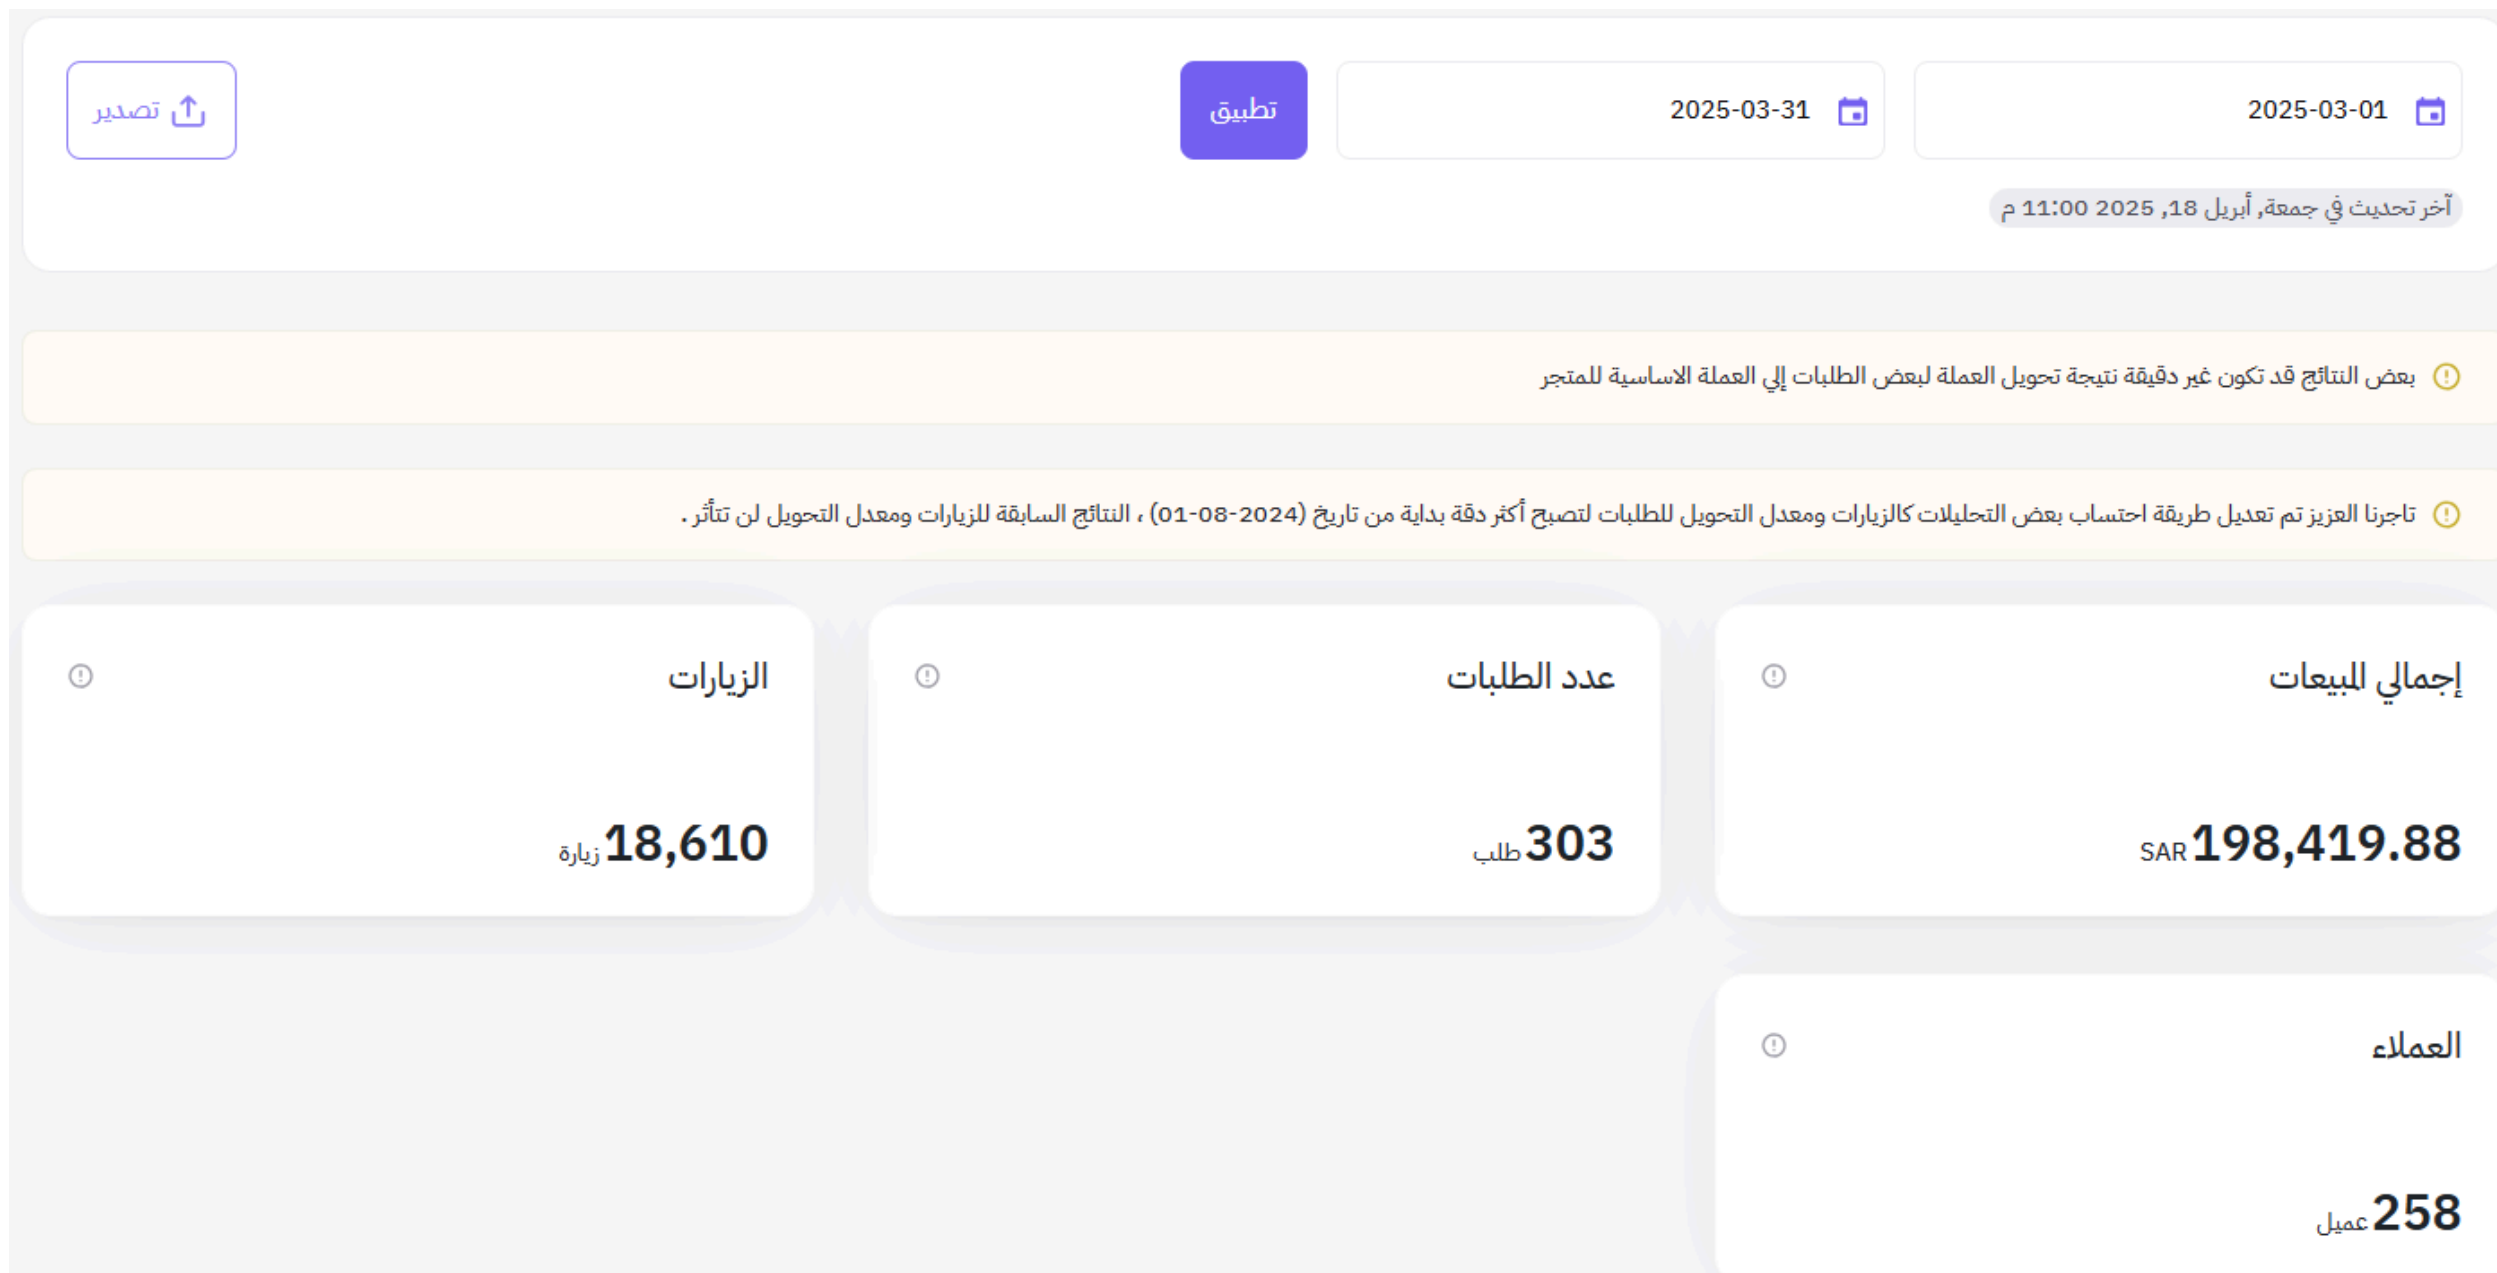 2025-03-01
2025-03-31
تطبيق
تصدير
آخر تحديث في جمعة, أبريل 18, 2025 11:00 م
بعض النتائج قد تكون غير دقيقة نتيجة تحويل العملة لبعض الطلبات إلي العملة الاساسية للمتجر
تاجرنا العزيز تم تعديل طريقة احتساب بعض التحليلات كالزيارات ومعدل التحويل للطلبات لتصبح أكثر دقة بداية من تاريخ (2024-08-01) ، النتائج السابقة للزيارات ومعدل التحويل لن تتأثر .
إجمالي المبيعات
198,419.88 SAR
عدد الطلبات
303 طلب
الزيارات
18,610 زيارة
العملاء
258 عميل